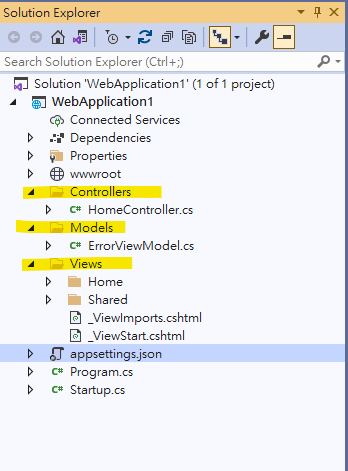 Solution Explorer
Search Solution Explorer (Ctrl+;)
Solution 'WebApplication1' (1 of 1 project)
WebApplication1
Connected Services
Dependencies
Properties
wwwroot
Controllers
C# HomeController.cs
Models
C# ErrorViewModel.cs
Views
Home
Shared
_ViewImports.cshtml
_ViewStart.cshtml
appsettings.json
C# Program.cs
C# Startup.cs